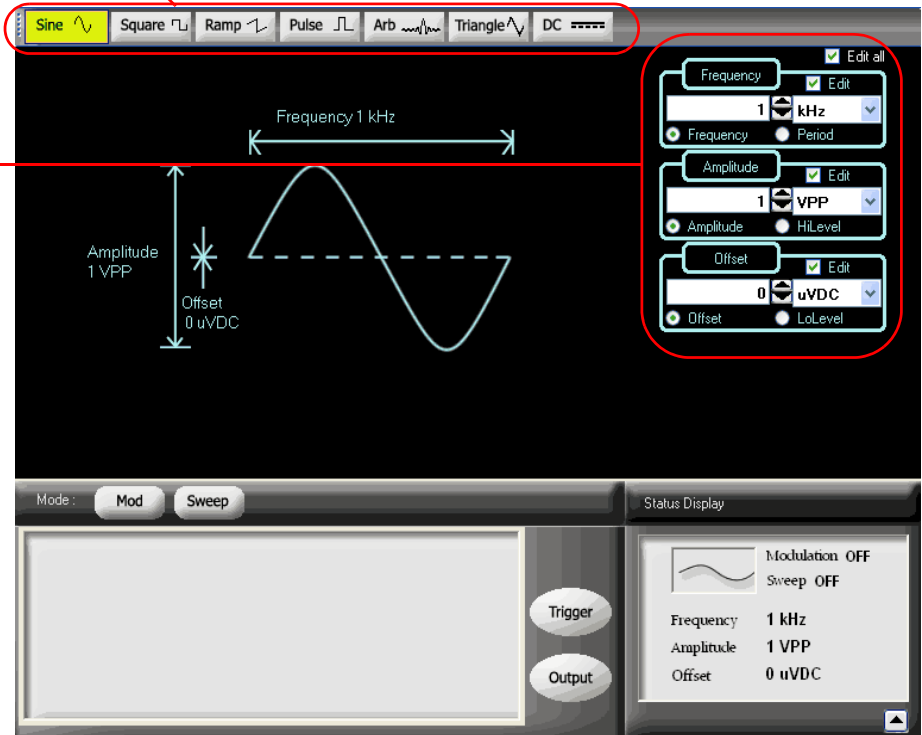 Sine Square Ramp Pulse Arb Triangle DC
Edit all
Frequency
Edit
1 kHz
Frequency Period
Amplitude
Edit
1 VPP
Amplitude HiLevel
Offset
Edit
0 uVDC
Offset LoLevel
Frequency 1 kHz
Amplitude
1 VPP
Offset
0 uVDC
Mode : Mod Sweep
Trigger
Output
Status Display
Modulation OFF
Sweep OFF
Frequency 1 kHz
Amplitude 1 VPP
Offset 0 uVDC